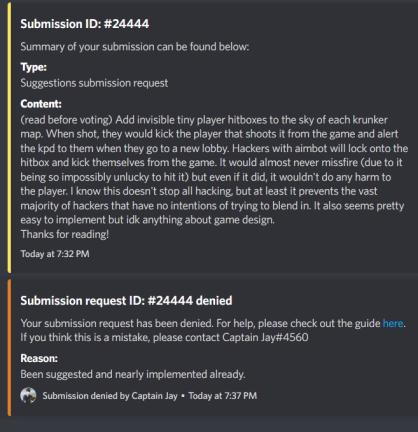 Submission ID: #24444
Summary of your submission can be found below:
Type:
Suggestions submission request
Content:
(read before voting) Add invisible tiny player hitboxes to the sky of each krunker
map. When shot, they would kick the player that shoots it from the game and alert
the kpd to them when they go to a new lobby. Hackers with aimbot will lock onto the
hitbox and kick themselves from the game. It would almost never missfire (due to it
being so impossibly unlucky to hit it) but even if it did, it wouldn't do any harm to
the player. I know this doesn't stop all hacking, but at least it prevents the vast
majority of hackers that have no intentions of trying to blend in. It also seems pretty
easy to implement but idk anything about game design.
Thanks for reading!
Today at 7:32 PM
Submission request ID: #24444 denied
Your submission request has been denied. For help, please check out the guide here.
If you think this is a mistake, please contact Captain Jay#4560
Reason:
Been suggested and nearly implemented already.
Submission denied by Captain Jay • Today at 7:37 PM